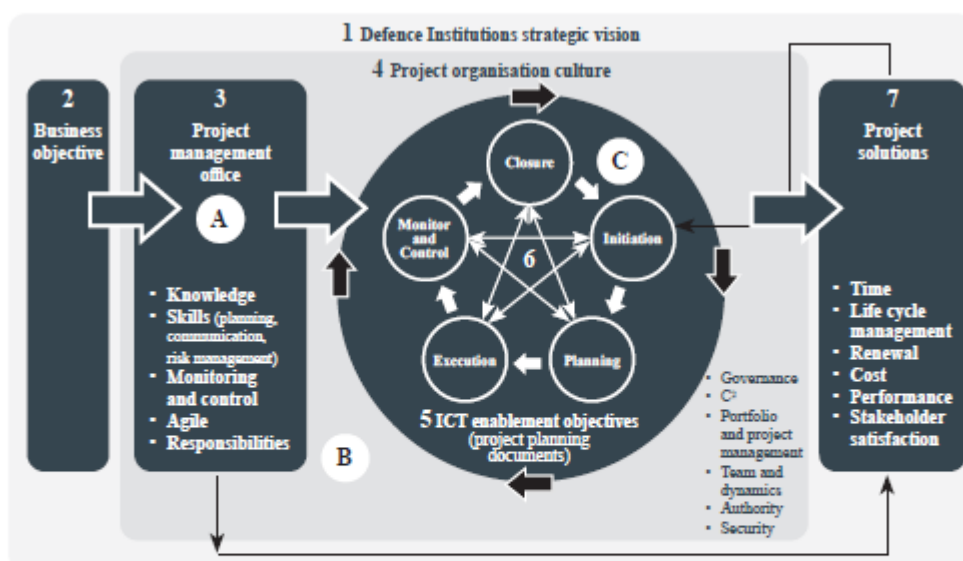 1 Defence Institutions strategic vision
4 Project organisation culture
2
Business
objective
3
Project
management
office
A
• Knowledge
• Skills (planning,
communication,
risk management)
• Monitoring
and control
• Agile
• Responsibilities
B
C
Closure
Initiation
Planning
Execution
Monitor
and
Control
6
5 ICT enablement objectives
(project planning
documents)
• Governance
• C²
• Portfolio
and project
management
• Team and
dynamics
• Authority
• Security
7
Project
solutions
• Time
• Life cycle
management
• Renewal
• Cost
• Performance
• Stakeholder
satisfaction